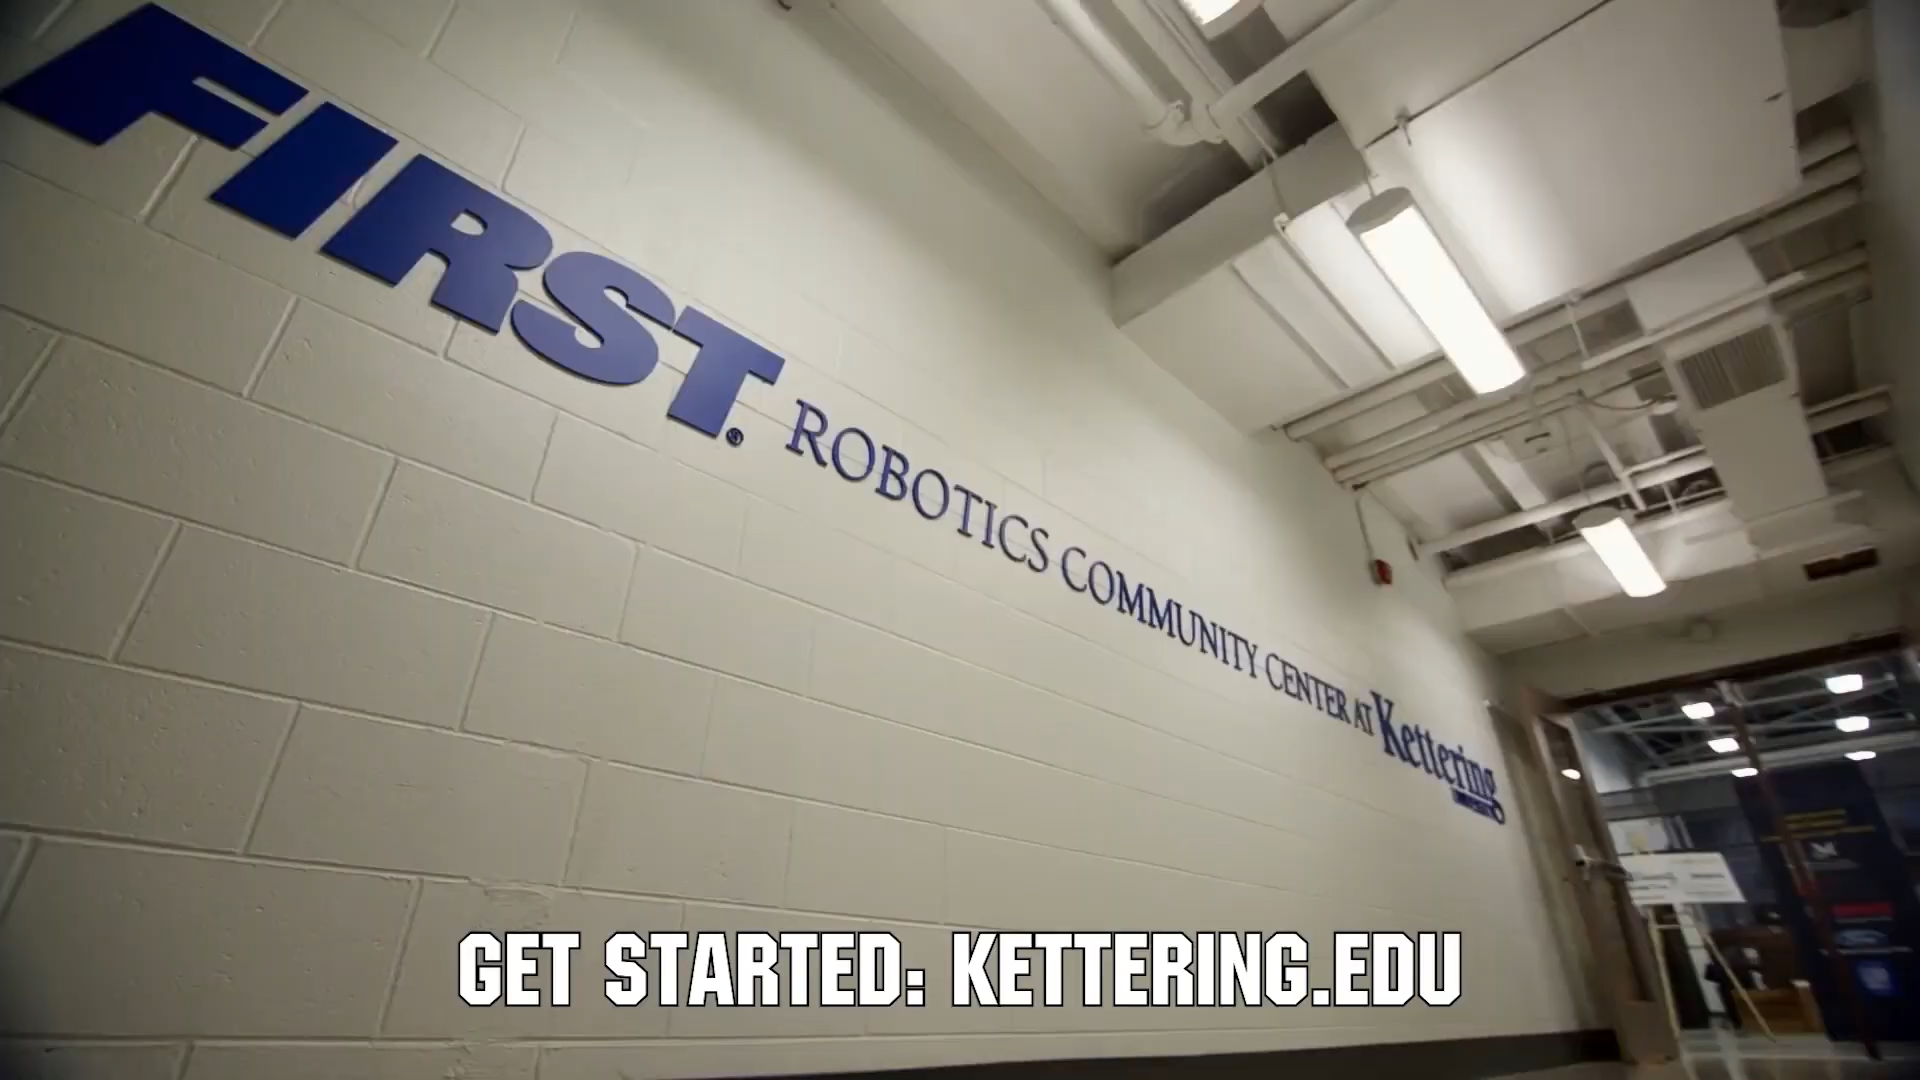 FIRST® ROBOTICS COMMUNITY CENTER AT Kettering
GET STARTED: KETTERING.EDU